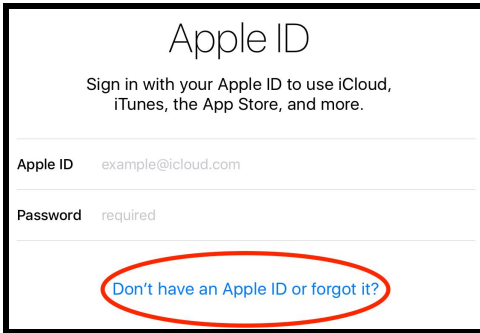 Apple ID
Sign in with your Apple ID to use iCloud,
iTunes, the App Store, and more.
Apple ID example@icloud.com
Password required
Don't have an Apple ID or forgot it?